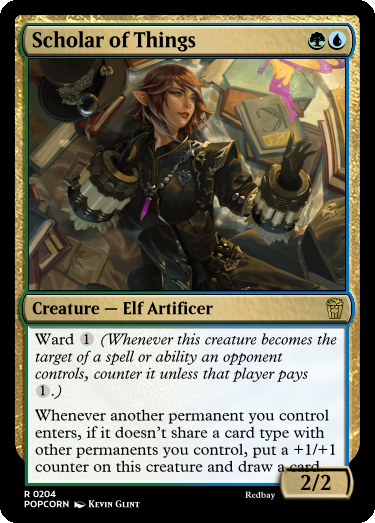 Scholar of Things
Creature — Elf Artificer
Ward 1 (Whenever this creature becomes the
target of a spell or ability an opponent
controls, counter it unless that player pays
1.)
Whenever another permanent you control
enters, if it doesn't share a card type with
other permanents you control, put a +1/+1
counter on this creature and draw a card.
2/2
R 0204
POPCORN Kevin Glint
Redbay